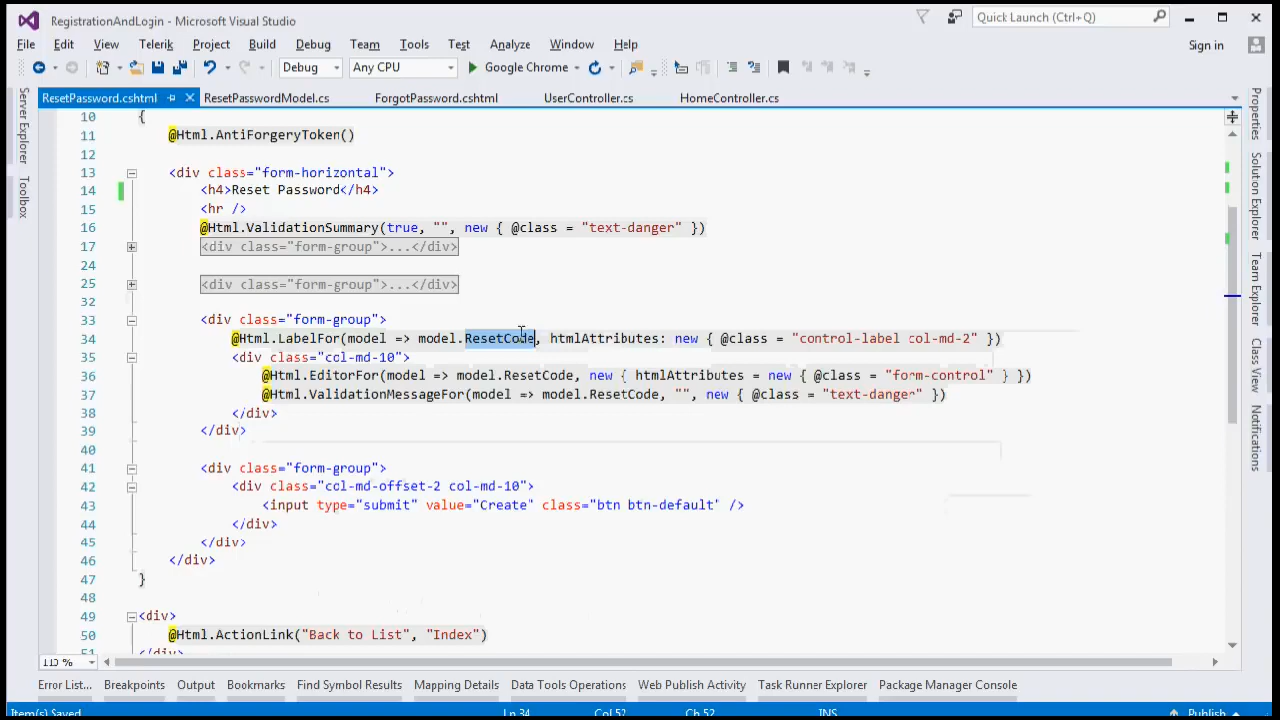 RegistrationAndLogin - Microsoft Visual Studio
Quick Launch (Ctrl+Q)
File Edit View Telerik Project Build Debug Team Tools Test Analyze Window Help
Sign in
Debug Any CPU Google Chrome
ResetPassword.cshtml ResetPasswordModel.cs ForgotPassword.cshtml UserController.cs HomeController.cs
Server Explorer
Toolbox
10 {
11 @Html.AntiForgeryToken()
12
13 <div class="form-horizontal">
14 <h4>Reset Password</h4>
15 <hr />
16 @Html.ValidationSummary(true, "", new { @class = "text-danger" })
17 <div class="form-group">...</div>
24
25 <div class="form-group">...</div>
32
33 <div class="form-group">
34 @Html.LabelFor(model => model.ResetCode, htmlAttributes: new { @class = "control-label col-md-2" })
35 <div class="col-md-10">
36 @Html.EditorFor(model => model.ResetCode, new { htmlAttributes = new { @class = "form-control" } })
37 @Html.ValidationMessageFor(model => model.ResetCode, "", new { @class = "text-danger" })
38 </div>
39 </div>
40
41 <div class="form-group">
42 <div class="col-md-offset-2 col-md-10">
43 <input type="submit" value="Create" class="btn btn-default" />
44 </div>
45 </div>
46 </div>
47 }
48
49 <div>
50 @Html.ActionLink("Back to List", "Index")
51 </div>
Properties
Solution Explorer
Team Explorer
Class View
Notifications
113 %
Error List... Breakpoints Output Bookmarks Find Symbol Results Mapping Details Data Tools Operations Web Publish Activity Task Runner Explorer Package Manager Console
Item(s) Saved Ln 34 Col 52 Ch 52 INS Publish